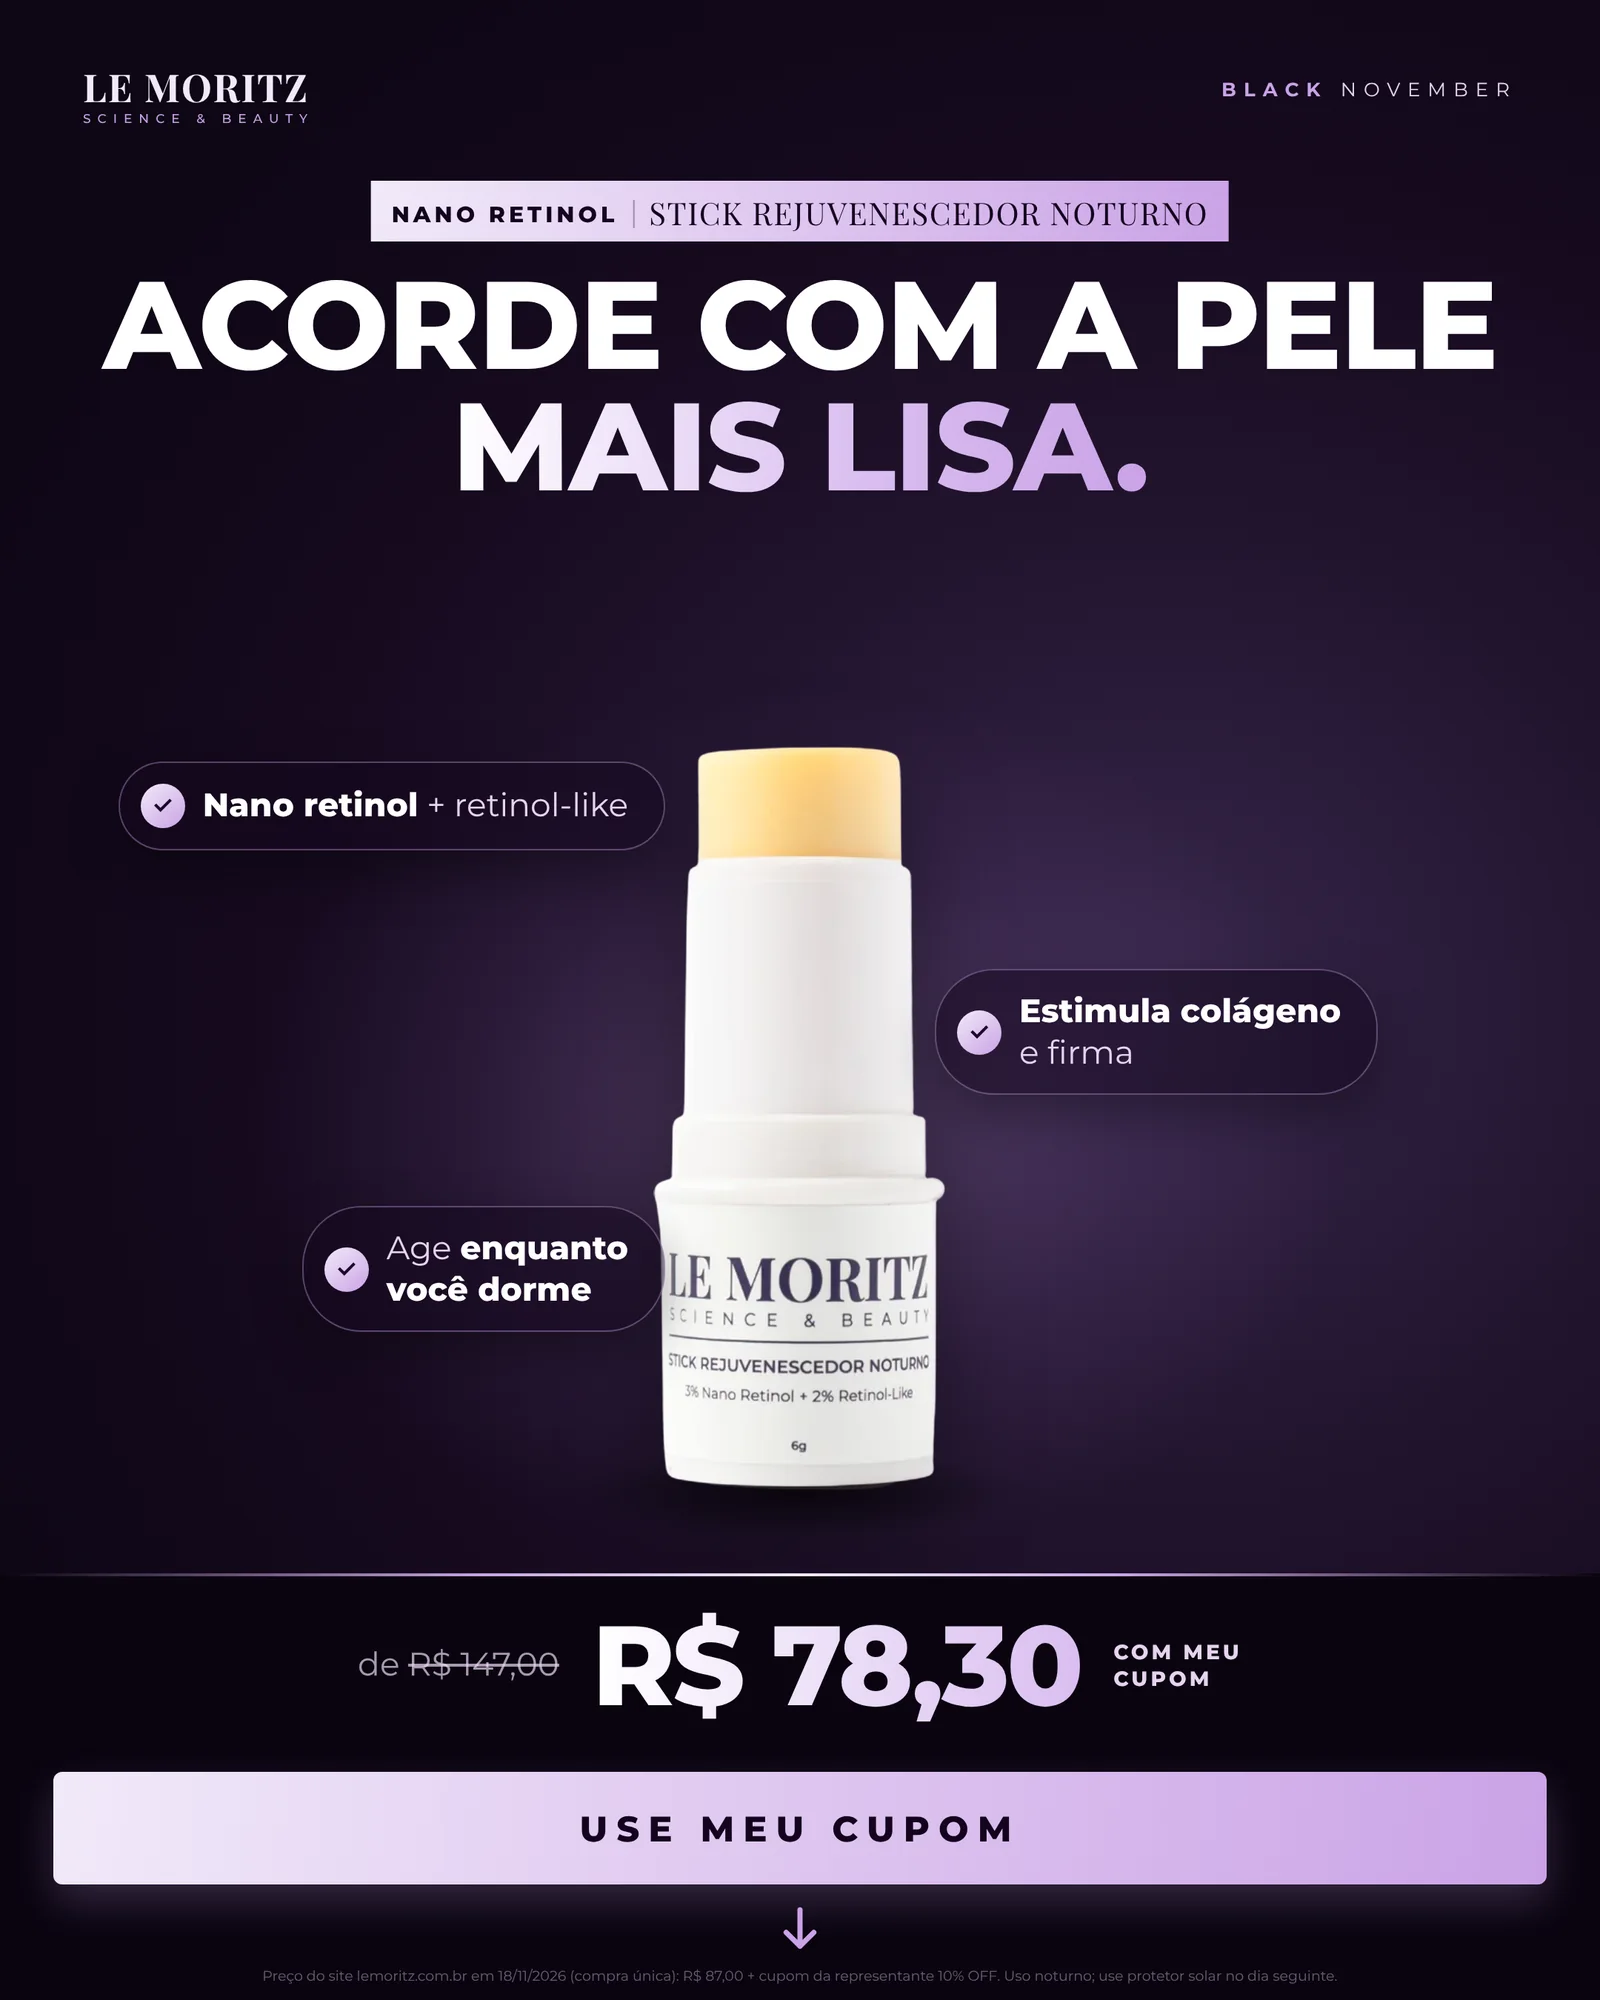 LE MORITZ
SCIENCE & BEAUTY
BLACK NOVEMBER
NANO RETINOL | STICK REJUVENESCEDOR NOTURNO
ACORDE COM A PELE
MAIS LISA.
Nano retinol + retinol-like
Estimula colágeno
e firma
Age enquanto
você dorme
LE MORITZ
SCIENCE & BEAUTY
STICK REJUVENESCEDOR NOTURNO
3% Nano Retinol + 2% Retinol-Like
6g
de R$ 147,00
R$ 78,30
COM MEU
CUPOM
USE MEU CUPOM
Preço do site lemoritz.com.br em 18/11/2026 (compra única): R$ 87,00 + cupom da representante 10% OFF. Uso noturno; use protetor solar no dia seguinte.